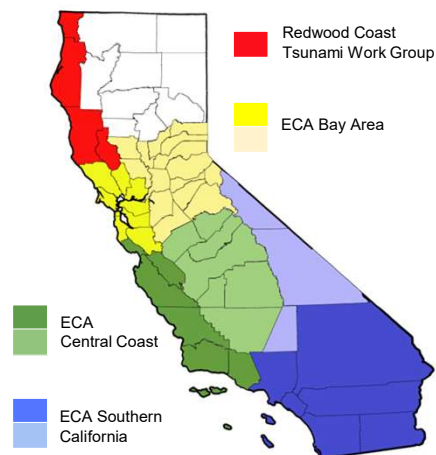 Redwood Coast
Tsunami Work Group
ECA Bay Area
ECA
Central Coast
ECA Southern
California